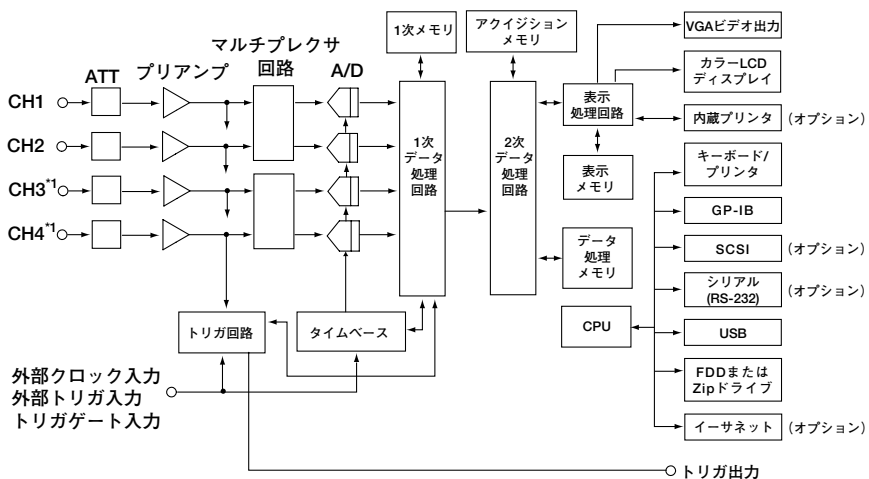 1次メモリ
アクイジション
メモリ
VGAビデオ出力
マルチプレクサ
回路
ATT
プリアンプ
A/D
カラーLCD
ディスプレイ
CH1
表示
処理回路
内蔵プリンタ
(オプション)
CH2
1次
データ
処理
回路
2次
データ
処理
回路
キーボード/
プリンタ
表示
メモリ
CH3*1
GP-IB
CH4*1
データ
処理
メモリ
SCSI
(オプション)
シリアル
(RS-232)
(オプション)
トリガ回路
タイムベース
CPU
USB
外部クロック入力
外部トリガ入力
トリガゲート入力
FDDまたは
Zipドライブ
イーサネット
(オプション)
トリガ出力